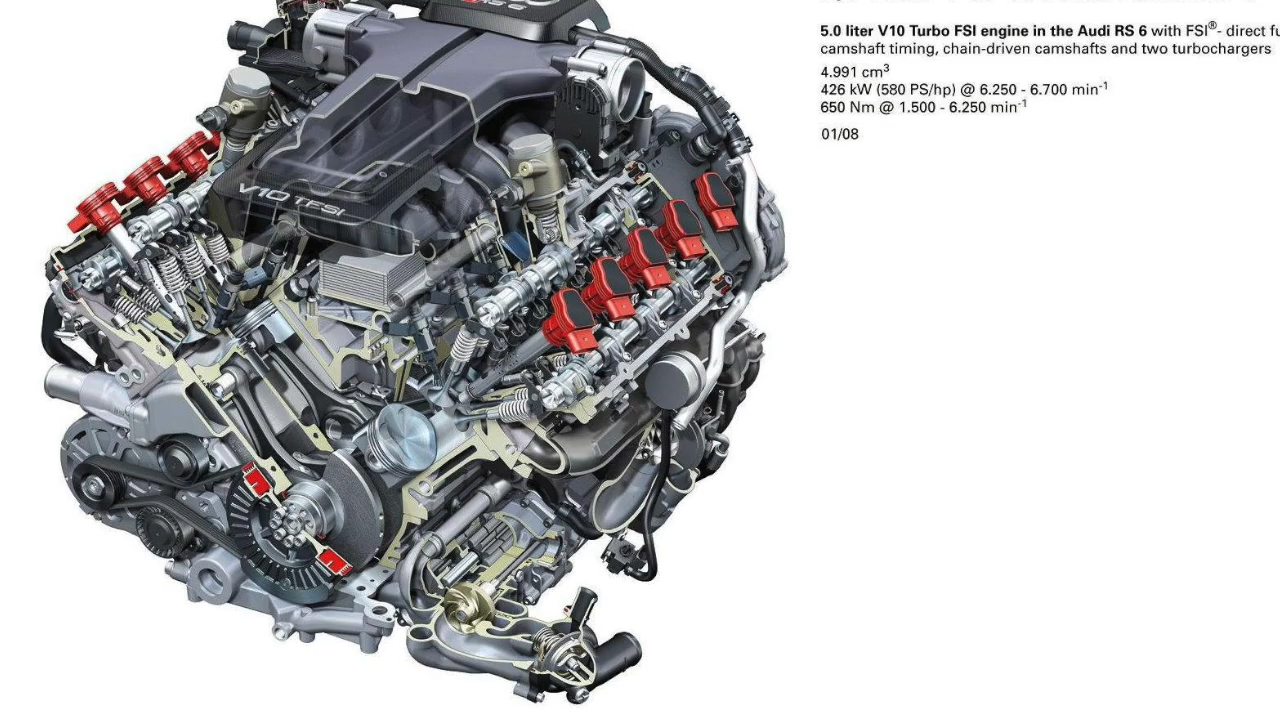 RS 6
V10 TFSI
5.0 liter V10 Turbo FSI engine in the Audi RS 6 with FSI®- direct fu
camshaft timing, chain-driven camshafts and two turbochargers
4.991 cm³
426 kW (580 PS/hp) @ 6.250 - 6.700 min⁻¹
650 Nm @ 1.500 - 6.250 min⁻¹
01/08